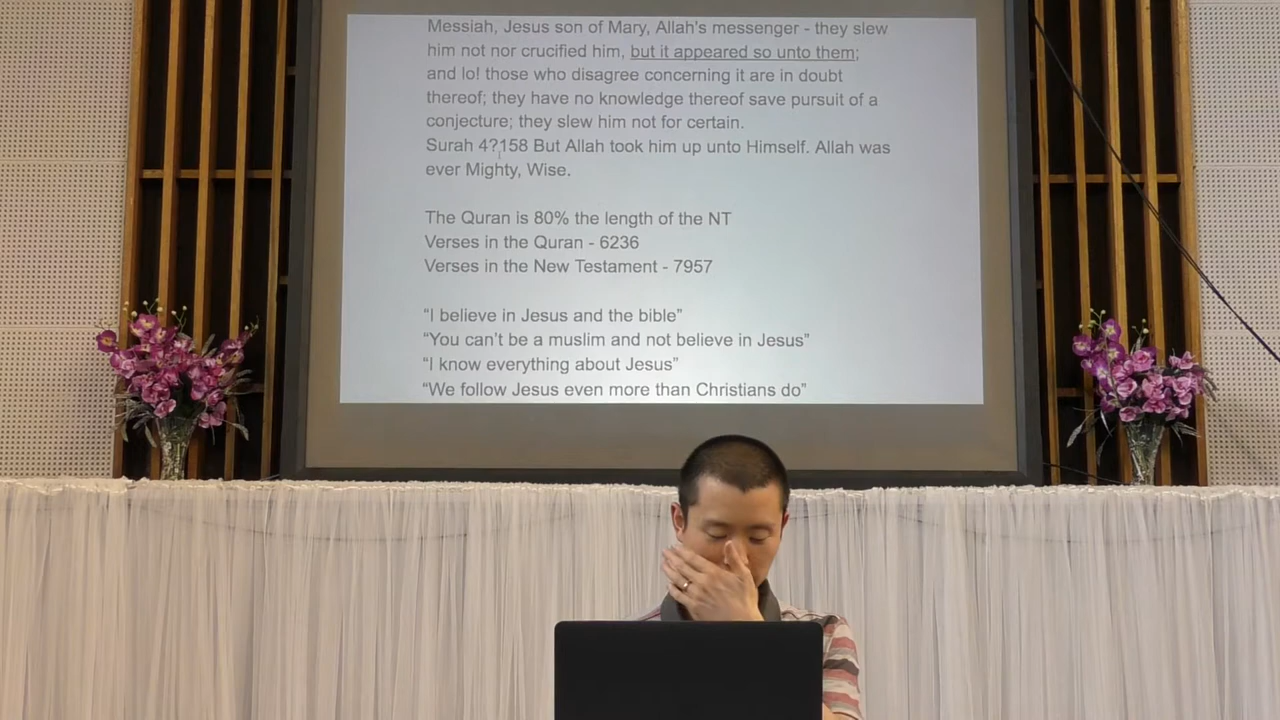 Messiah, Jesus son of Mary, Allah's messenger - they slew
him not nor crucified him, but it appeared so unto them;
and lo! those who disagree concerning it are in doubt
thereof; they have no knowledge thereof save pursuit of a
conjecture; they slew him not for certain.
Surah 4?158 But Allah took him up unto Himself. Allah was
ever Mighty, Wise.
The Quran is 80% the length of the NT
Verses in the Quran - 6236
Verses in the New Testament - 7957
“I believe in Jesus and the bible”
“You can’t be a muslim and not believe in Jesus”
“I know everything about Jesus”
“We follow Jesus even more than Christians do”